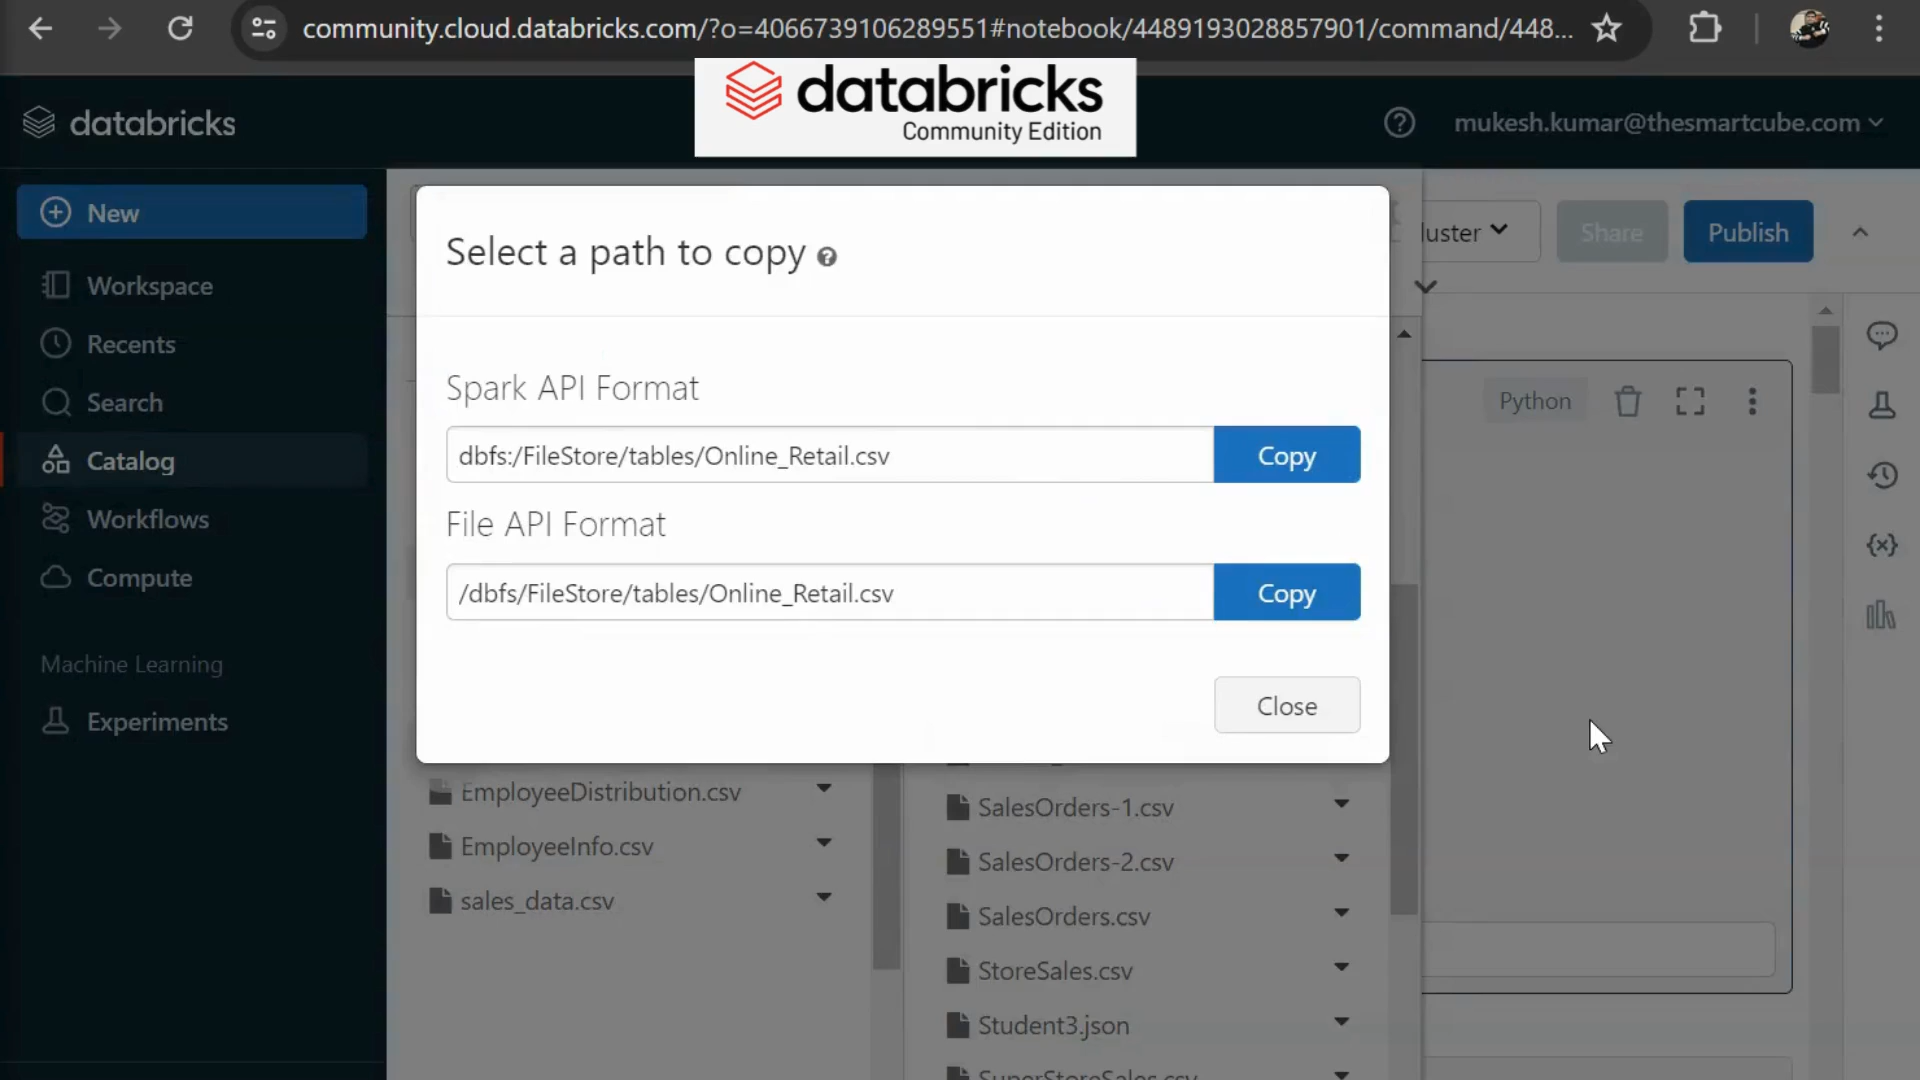 community.cloud.databricks.com/?o=4066739106289551#notebook/4489193028857901/command/448...
databricks
Community Edition
databricks
mukesh.kumar@thesmartcube.com
New
Workspace
Recents
Search
Catalog
Workflows
Compute
Machine Learning
Experiments
luster
Share
Publish
Python
Select a path to copy
Spark API Format
dbfs:/FileStore/tables/Online_Retail.csv
Copy
File API Format
/dbfs/FileStore/tables/Online_Retail.csv
Copy
Close
EmployeeDistribution.csv
EmployeeInfo.csv
sales_data.csv
SalesOrders-1.csv
SalesOrders-2.csv
SalesOrders.csv
StoreSales.csv
Student3.json
SuperStoreSales.csv